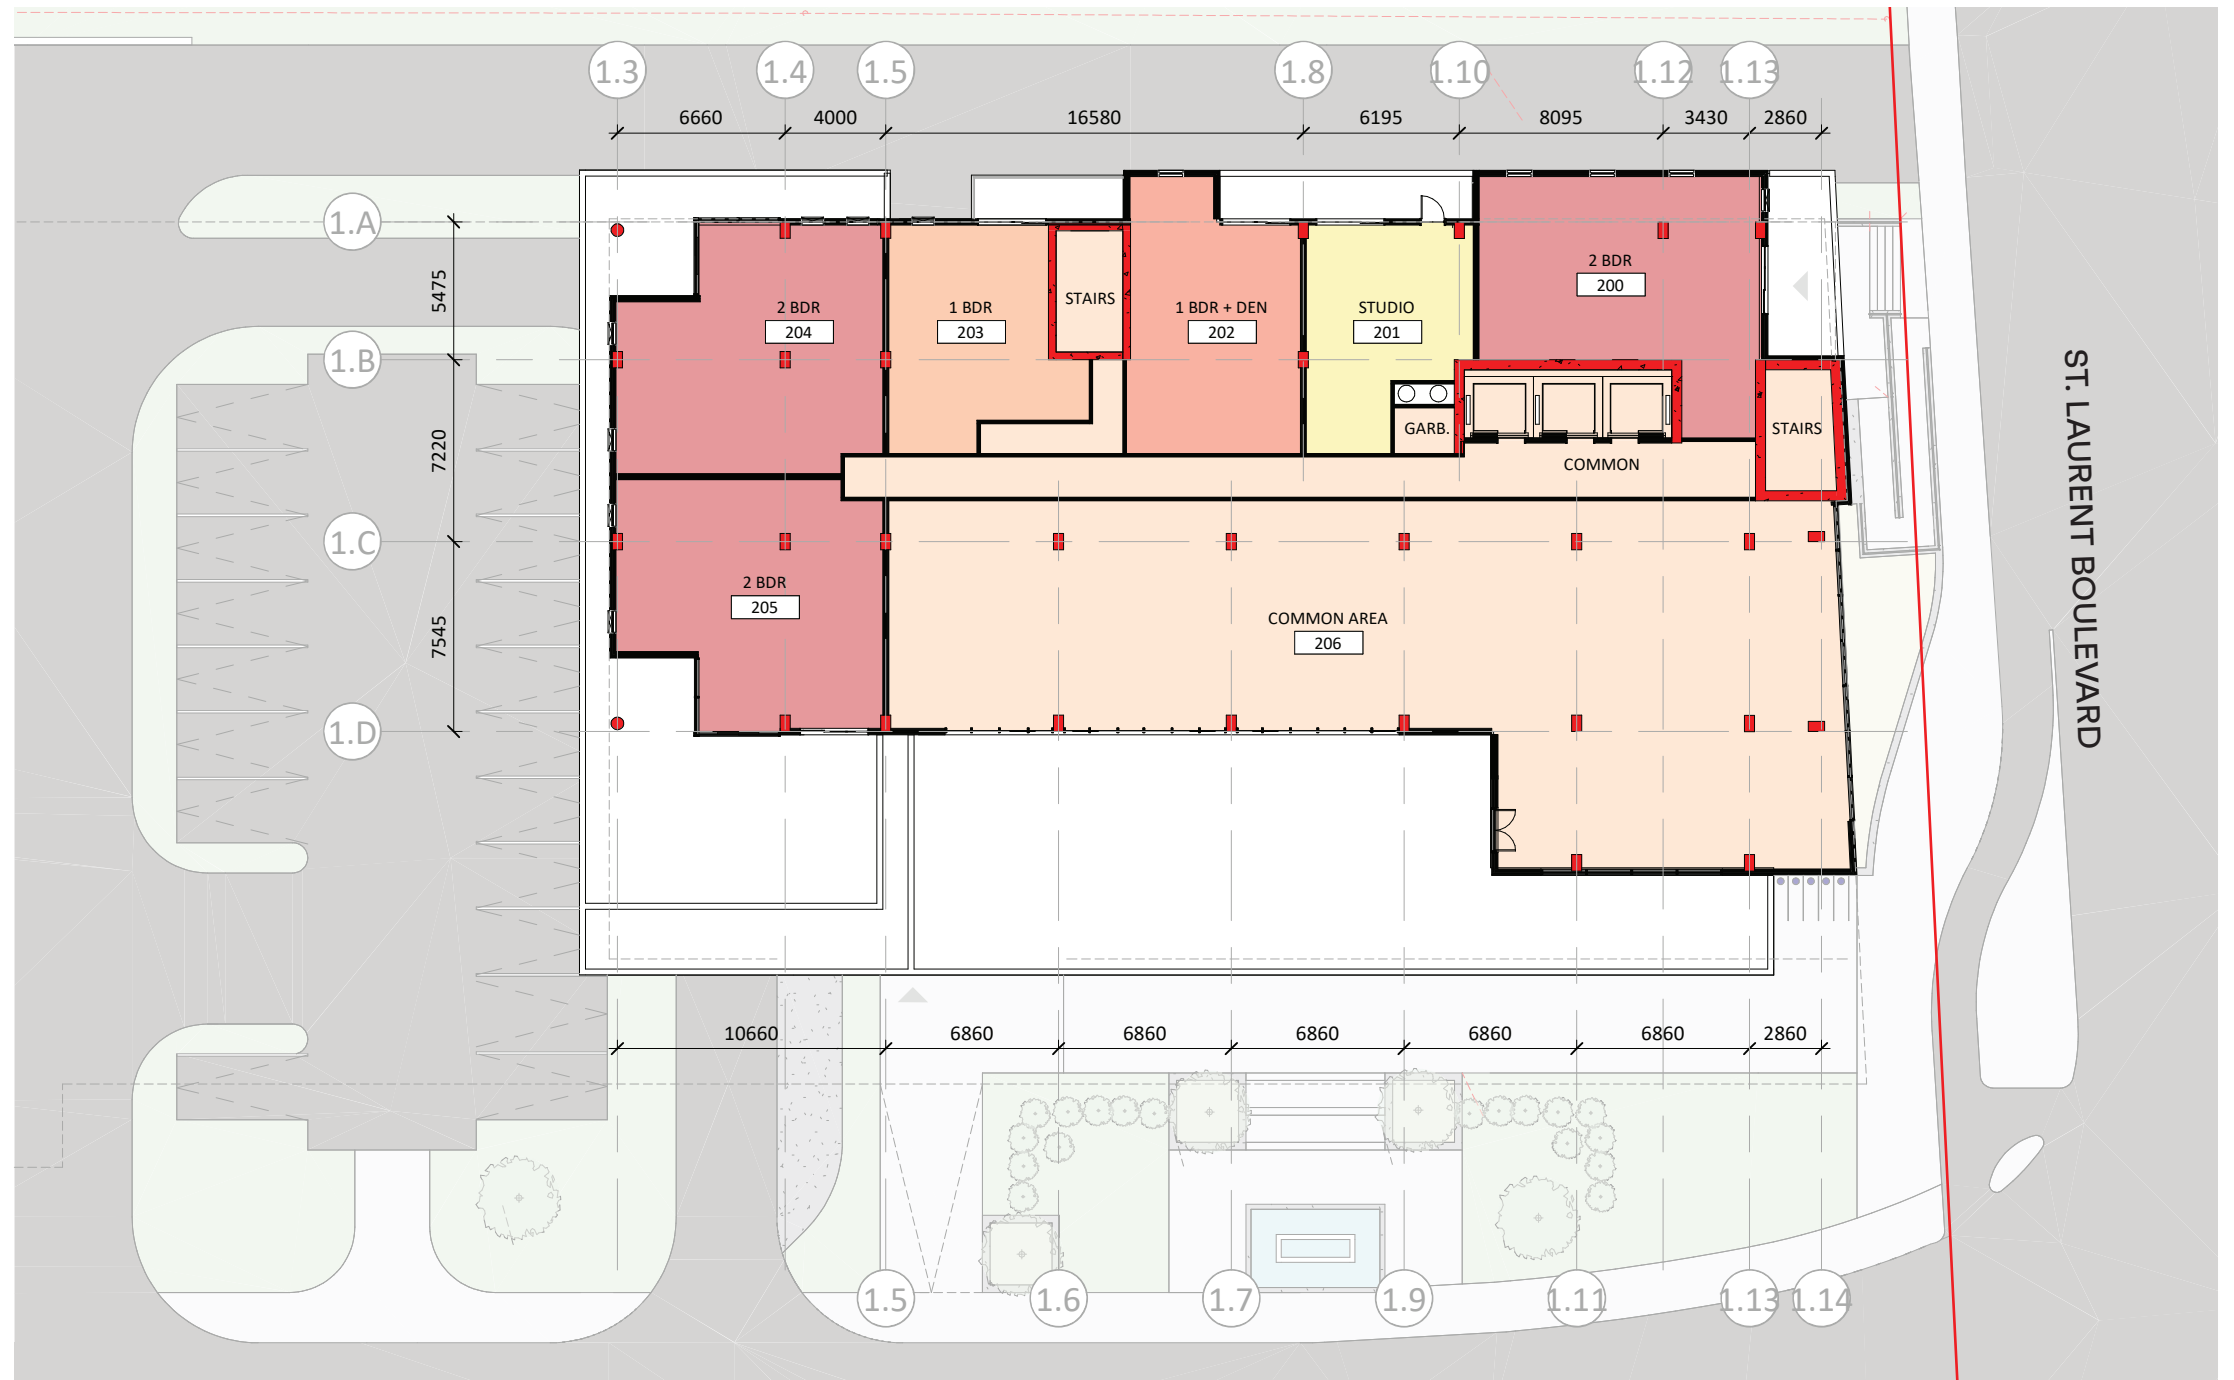 1.3
1.4
1.5
1.8
1.10
1.12
1.13
6660
4000
16580
6195
8095
3430
2860
1.A
1.B
1.C
1.D
5475
7220
7545
2 BDR
204
1 BDR
203
STAIRS
1 BDR + DEN
202
STUDIO
201
2 BDR
200
GARB.
STAIRS
COMMON
2 BDR
205
COMMON AREA
206
ST. LAURENT BOULEVARD
10660
6860
6860
6860
6860
6860
2860
1.5
1.6
1.7
1.9
1.11
1.13
1.14